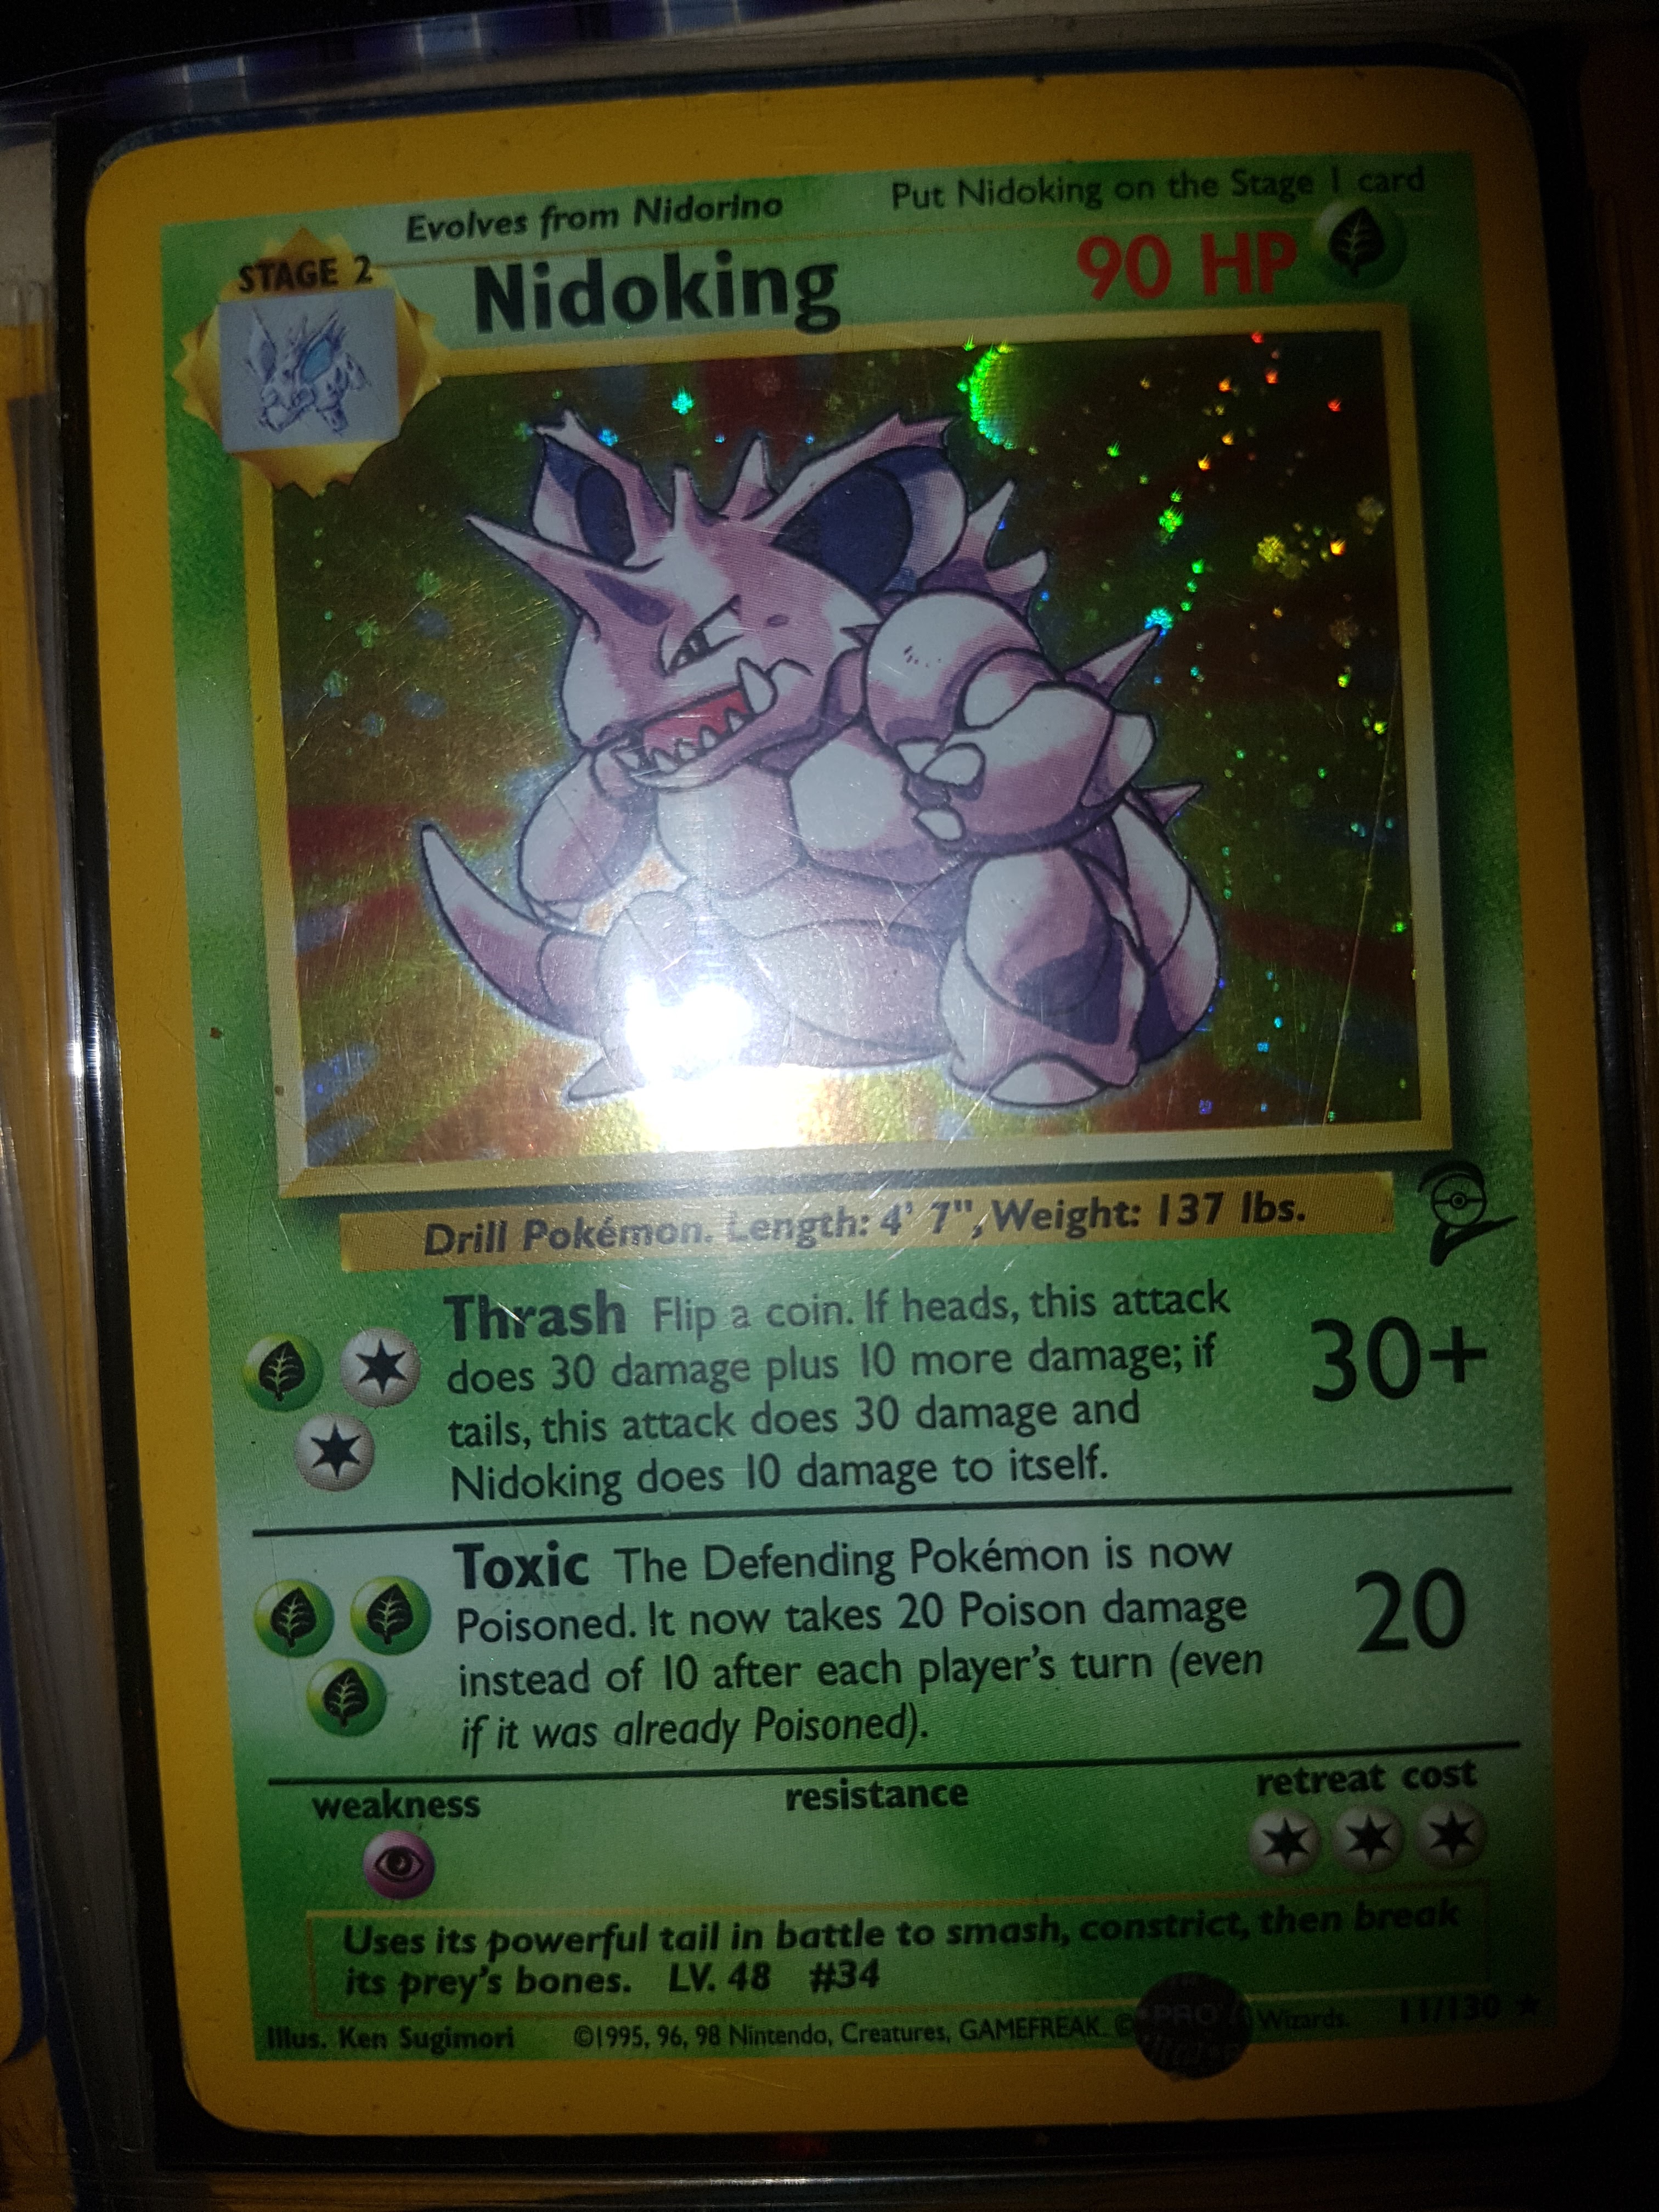 Evolves from Nidorino
Put Nidoking on the Stage 1 card
STAGE 2
Nidoking
90 HP
Drill Pokémon. Length: 4' 7", Weight: 137 lbs.
Thrash Flip a coin. If heads, this attack
does 30 damage plus 10 more damage; if
tails, this attack does 30 damage and
Nidoking does 10 damage to itself.
30+
Toxic The Defending Pokémon is now
Poisoned. It now takes 20 Poison damage
instead of 10 after each player's turn (even
if it was already Poisoned).
20
weakness
resistance
retreat cost
Uses its powerful tail in battle to smash, constrict, then break
its prey's bones. LV. 48 #34
Illus. Ken Sugimori
©1995, 96, 98 Nintendo, Creatures, GAMEFREAK. ©
Wizards.
11/130 ★
PRO